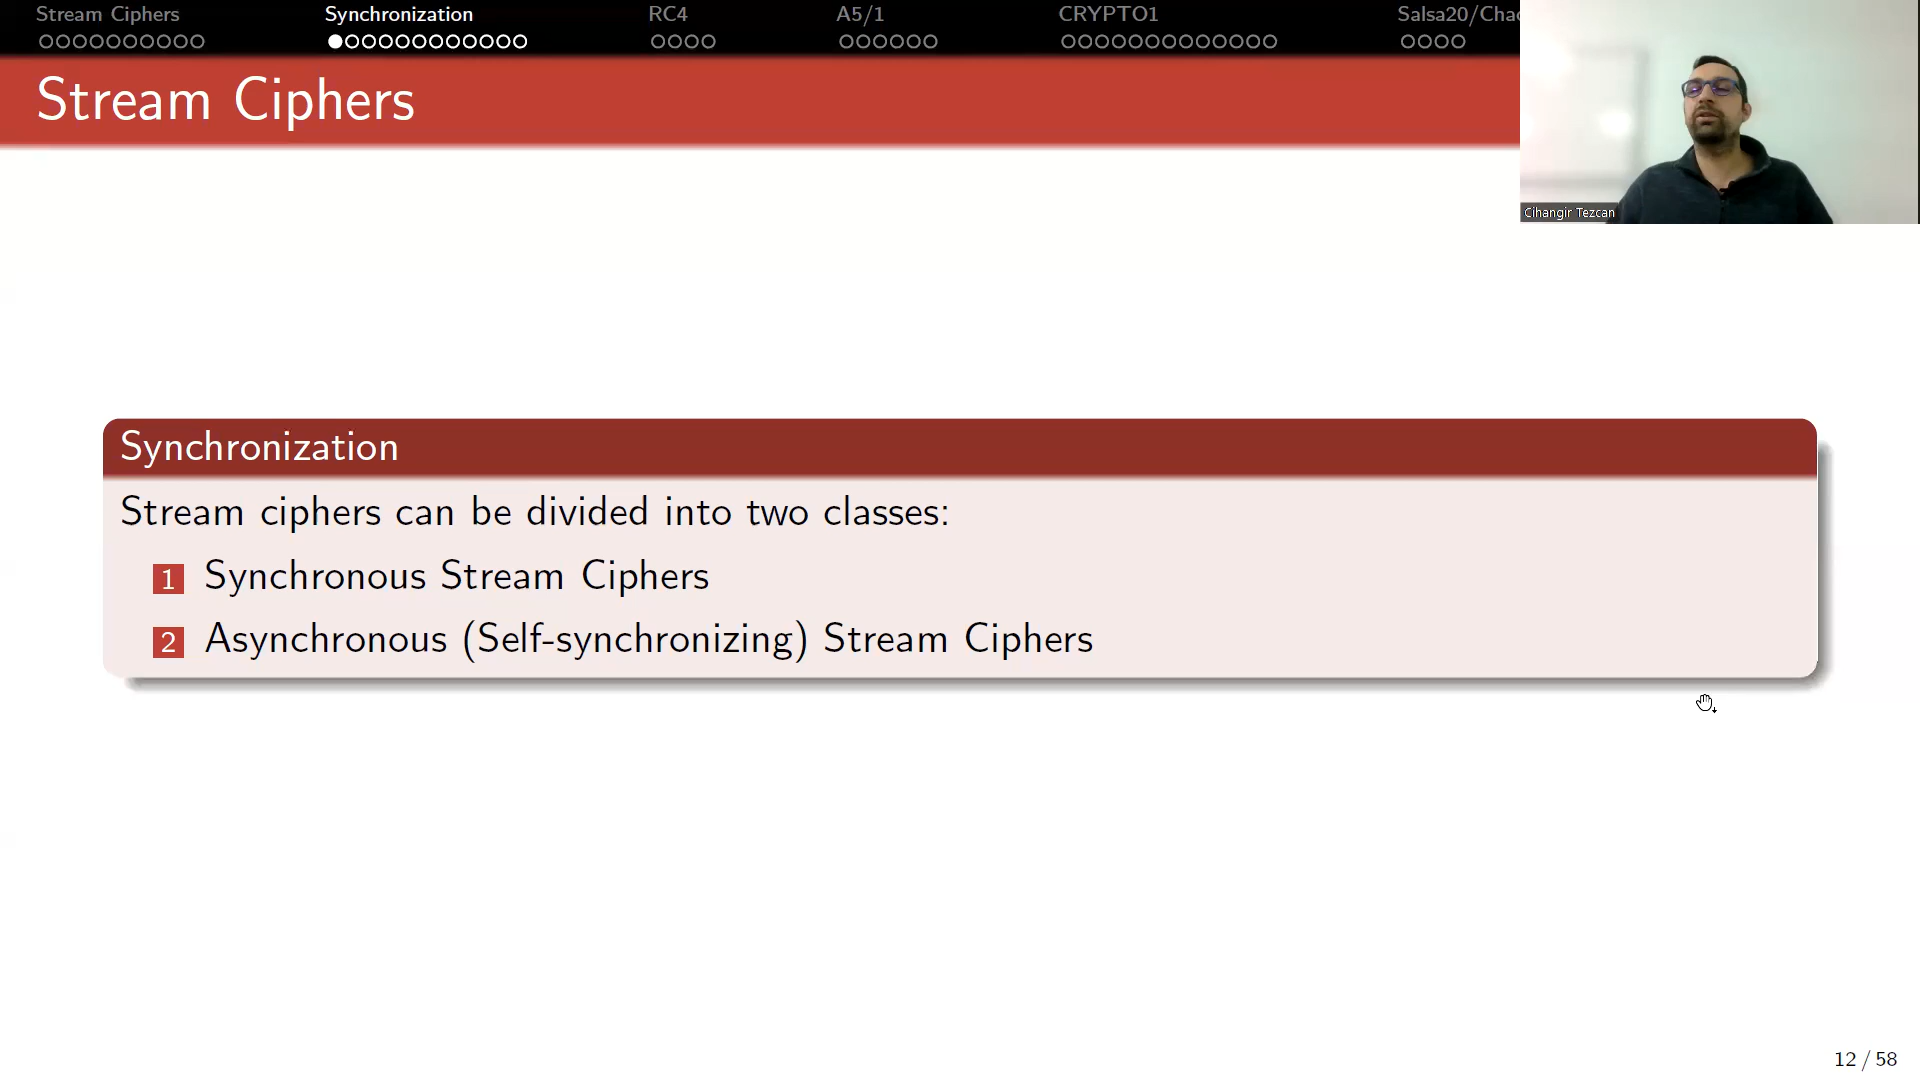 Stream Ciphers
Synchronization
RC4
A5/1
CRYPTO1
Salsa20/Chac
Stream Ciphers
Cihangir Tezcan
Synchronization
Stream ciphers can be divided into two classes:
1 Synchronous Stream Ciphers
2 Asynchronous (Self-synchronizing) Stream Ciphers
12 / 58